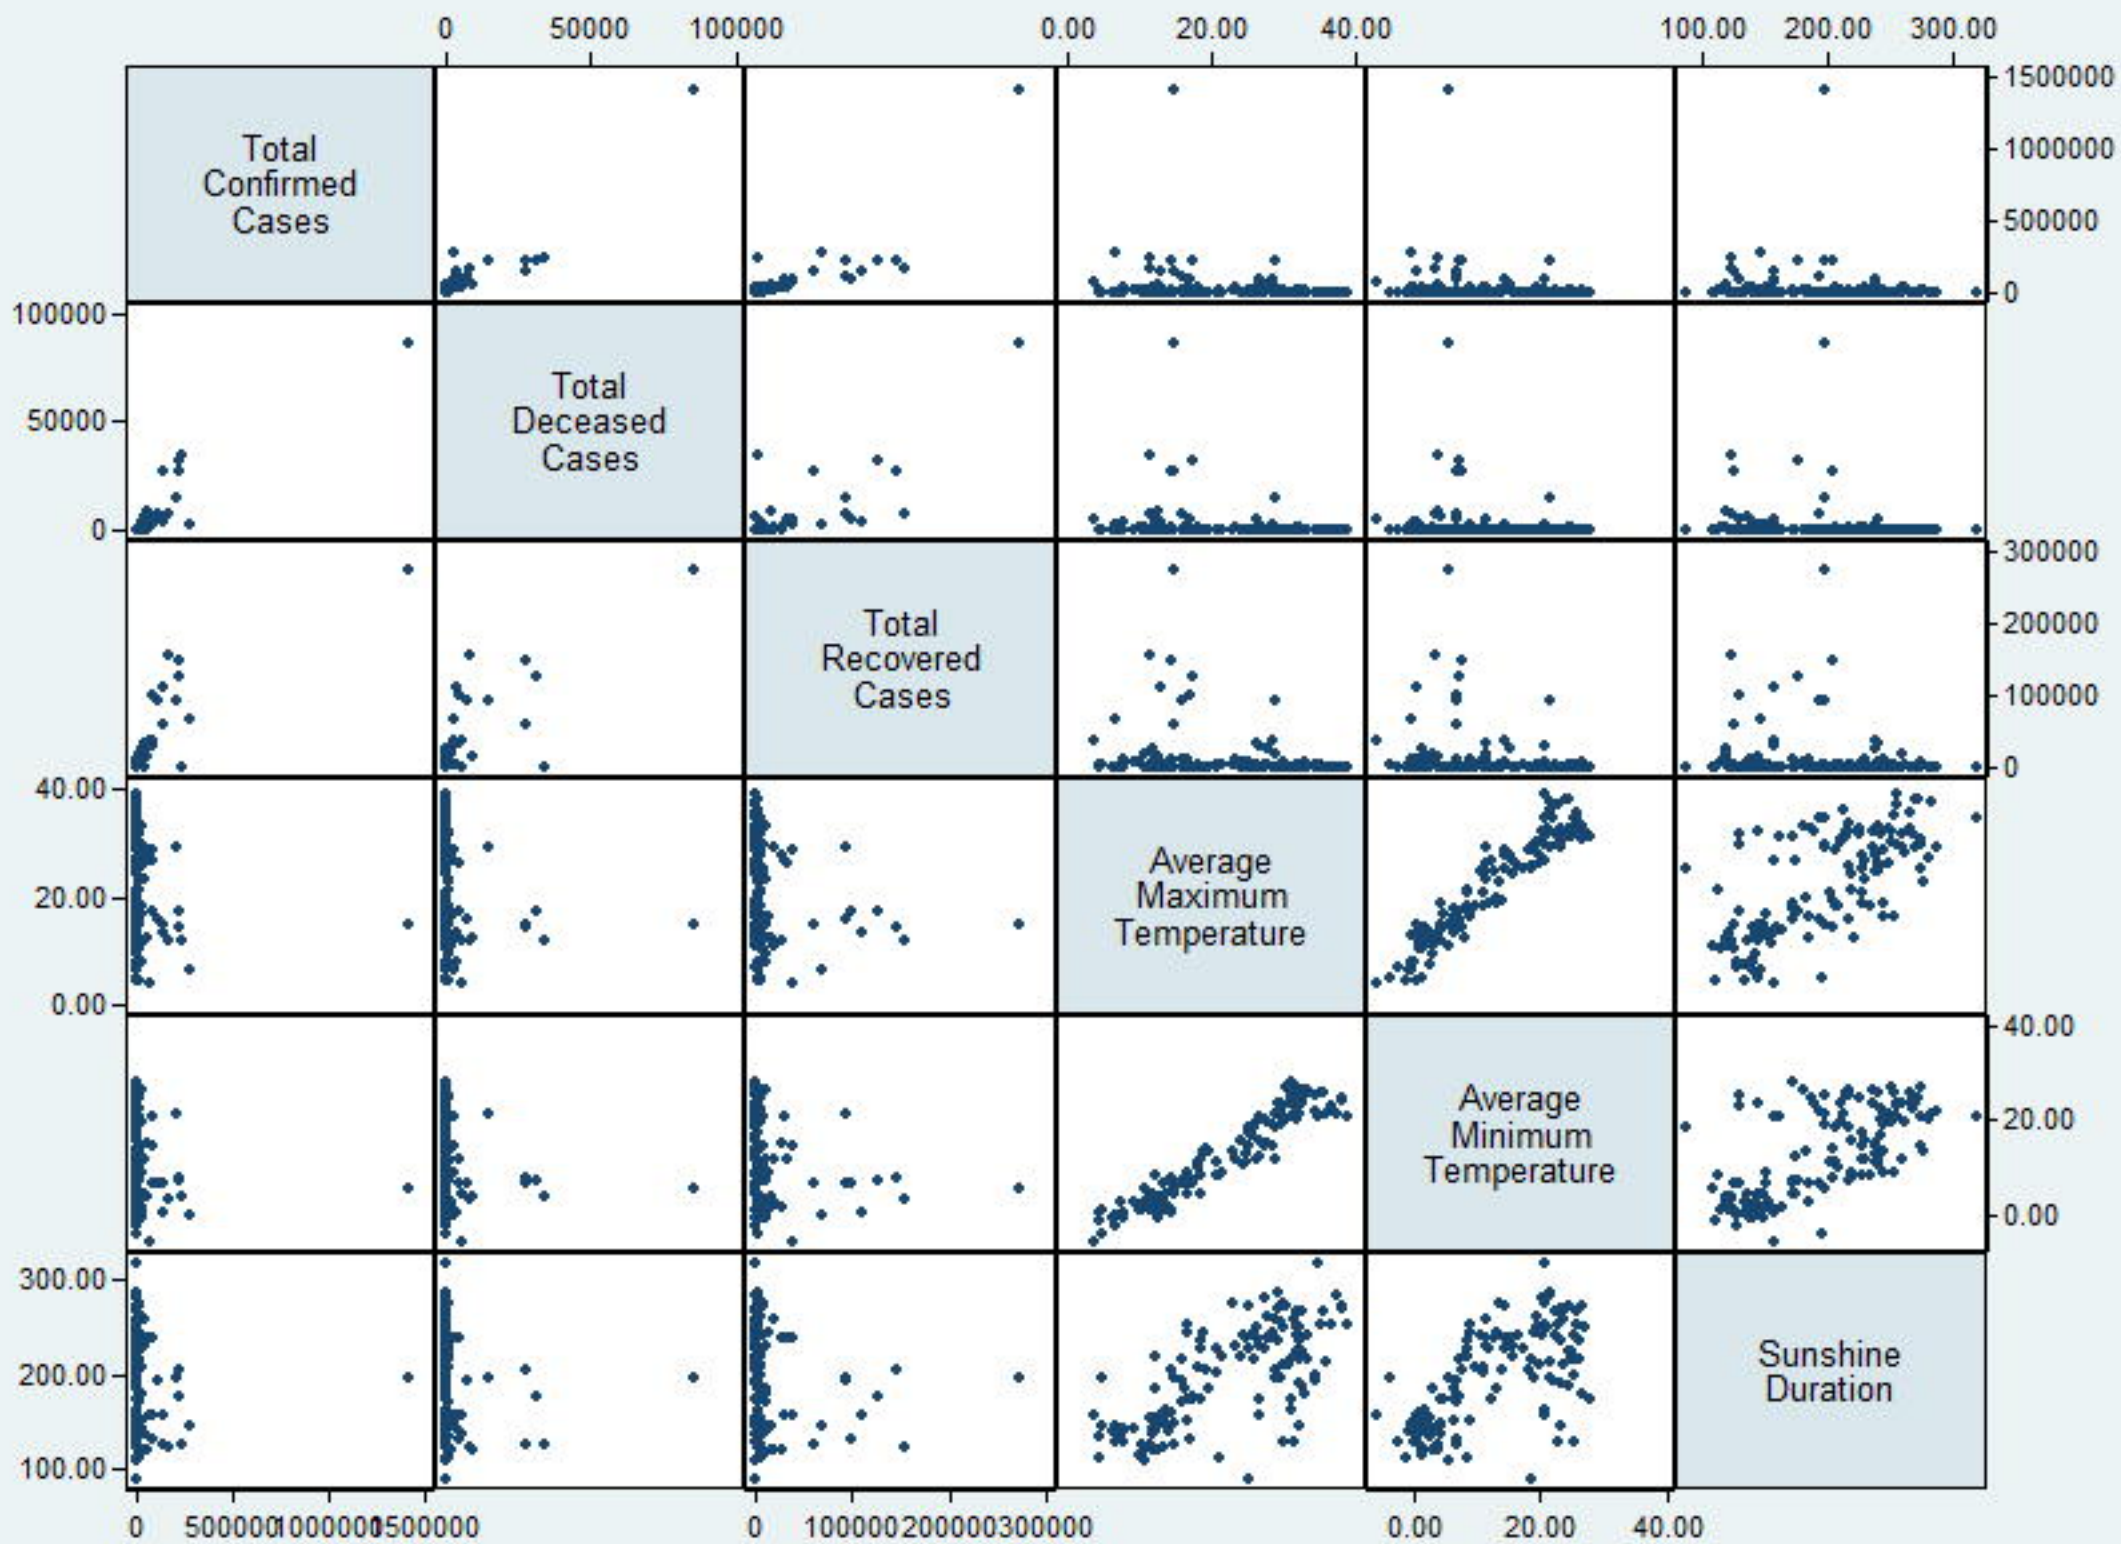 0 50000 100000 0.00 20.00 40.00 100.00 200.00 300.00
Total
Confirmed
Cases
1500000
1000000
500000
0
100000
50000
0
Total
Deceased
Cases
Total
Recovered
Cases
300000
200000
100000
0
40.00
20.00
0.00
Average
Maximum
Temperature
Average
Minimum
Temperature
40.00
20.00
0.00
300.00
200.00
100.00
Sunshine
Duration
0 500000 1000000 1500000 0 100000 200000 300000 0.00 20.00 40.00